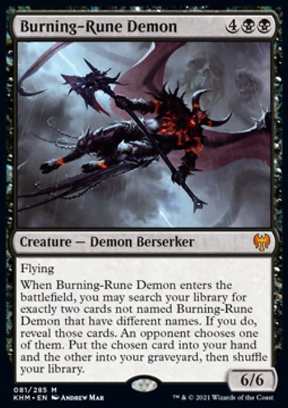 Burning-Rune Demon 4
Creature — Demon Berserker
Flying
When Burning-Rune Demon enters the
battlefield, you may search your library for
exactly two cards not named Burning-Rune
Demon that have different names. If you do,
reveal those cards. An opponent chooses one
of them. Put the chosen card into your hand
and the other into your graveyard, then shuffle
your library.
6/6
081/285 M
KHM • EN ANDREW MAR
™ & © 2021 Wizards of the Coast